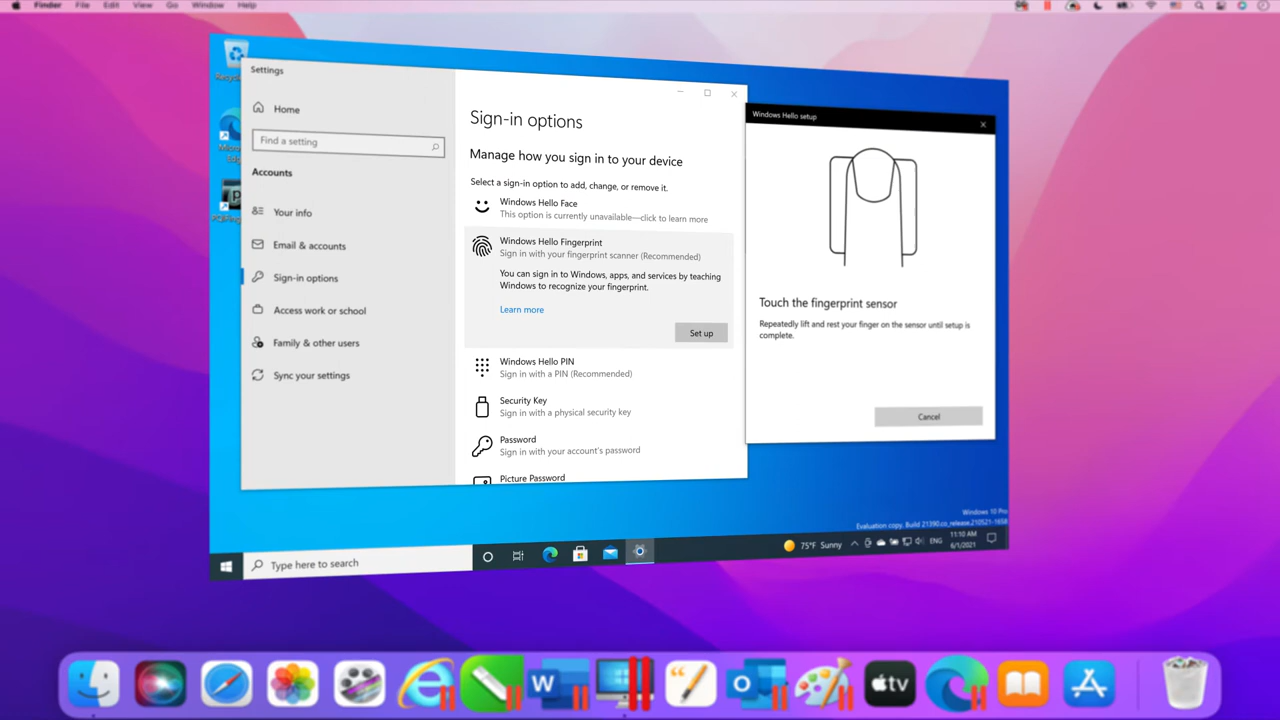 Finder File Edit View Go Window Help
Settings
Home
Find a setting
Accounts
Your info
Email & accounts
Sign-in options
Access work or school
Family & other users
Sync your settings
Sign-in options
Manage how you sign in to your device
Select a sign-in option to add, change, or remove it.
Windows Hello Face
This option is currently unavailable—click to learn more
Windows Hello Fingerprint
Sign in with your fingerprint scanner (Recommended)
You can sign in to Windows, apps, and services by teaching
Windows to recognize your fingerprint.
Learn more
Set up
Windows Hello PIN
Sign in with a PIN (Recommended)
Security Key
Sign in with a physical security key
Password
Sign in with your account's password
Picture Password
Windows Hello setup
Touch the fingerprint sensor
Repeatedly lift and rest your finger on the sensor until setup is
complete.
Cancel
Windows 10 Pro
Evaluation copy. Build 21390.co_release.210521-1658
Type here to search
75°F Sunny
ENG
11:10 AM
6/1/2021
W
O
tv